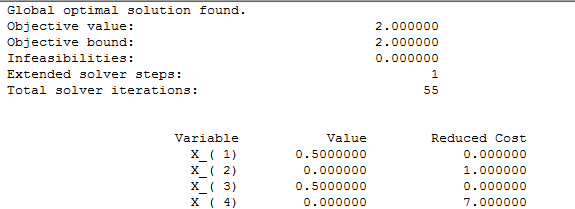 Global optimal solution found.
Objective value: 2.000000
Objective bound: 2.000000
Infeasibilities: 0.000000
Extended solver steps: 1
Total solver iterations: 55
Variable Value Reduced Cost
X_( 1) 0.5000000 0.000000
X_( 2) 0.000000 1.000000
X_( 3) 0.5000000 0.000000
X_( 4) 0.000000 7.000000